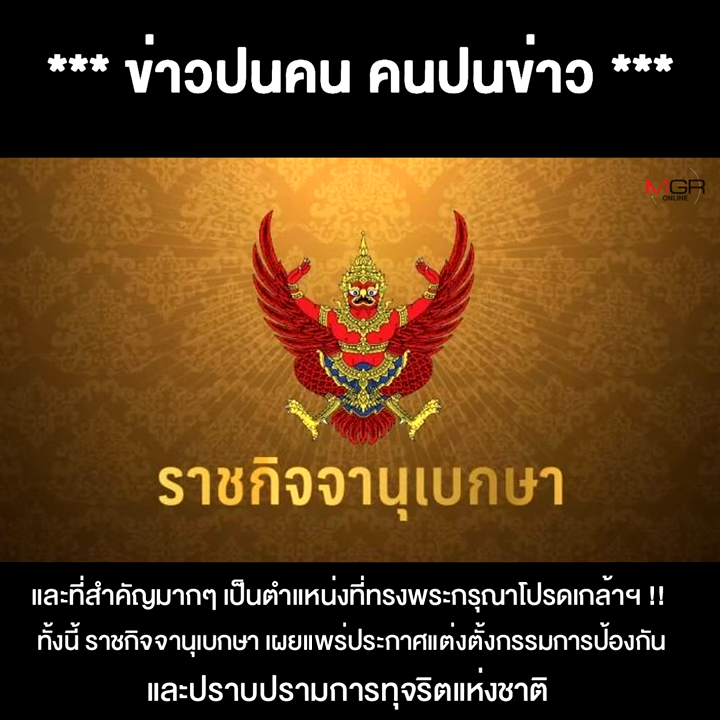 *** ข่าวปนคน คนปนข่าว ***
MGR
ONLINE
ราชกิจจานุเบกษา
และที่สำคัญมากๆ เป็นตำแหน่งที่ทรงพระกรุณาโปรดเกล้าฯ !!
ทั้งนี้ ราชกิจจานุเบกษา เผยแพร่ประกาศแต่งตั้งกรรมการป้องกัน
และปราบปรามการทุจริตแห่งชาติ